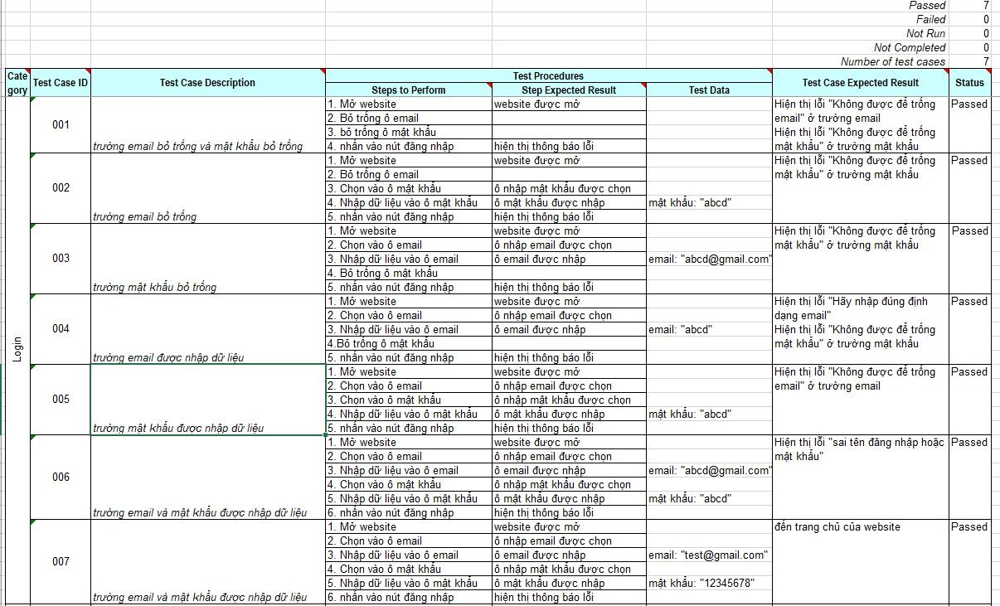 Passed 7
Failed 0
Not Run 0
Not Completed 0
Number of test cases 7
Cate gory
Test Case ID
Test Case Description
Test Procedures
Steps to Perform
Step Expected Result
Test Data
Test Case Expected Result
Status
Login
001
trường email bỏ trống và mật khẩu bỏ trống
1. Mở website
website được mở
2. Bỏ trống ô email
3. bỏ trống ô mật khẩu
4. nhấn vào nút đăng nhập
hiện thị thông báo lỗi
Hiện thị lỗi "Không được để trống
email" ở trường email
Hiện thị lỗi "Không được để trống
mật khẩu" ở trường mật khẩu
Passed
002
trường email bỏ trống
1. Mở website
website được mở
2. Bỏ trống ô email
3. Chọn vào ô mật khẩu
ô nhập mật khẩu được chọn
4. Nhập dữ liệu vào ô mật khẩu
ô mật khẩu được nhập
mật khẩu: "abcd"
5. nhấn vào nút đăng nhập
hiện thị thông báo lỗi
Hiện thị lỗi "Không được để trống
mật khẩu" ở trường mật khẩu
Passed
003
trường mật khẩu bỏ trống
1. Mở website
website được mở
2. Chọn vào ô email
ô nhập email được chọn
3. Nhập dữ liệu vào ô email
ô email được nhập
email: "abcd@gmail.com"
4. Bỏ trống ô mật khẩu
5. nhấn vào nút đăng nhập
hiện thị thông báo lỗi
Hiện thị lỗi "Không được để trống
mật khẩu" ở trường mật khẩu
Passed
004
trường email được nhập dữ liệu
1. Mở website
website được mở
2. Chọn vào ô email
ô nhập email được chọn
3. Nhập dữ liệu vào ô email
ô email được nhập
email: "abcd"
4.Bỏ trống ô mật khẩu
5. nhấn vào nút đăng nhập
hiện thị thông báo lỗi
Hiện thị lỗi "Hãy nhập đúng định
dạng email"
Hiện thị lỗi "Không được để trống
mật khẩu" ở trường mật khẩu
Passed
005
trường mật khẩu được nhập dữ liệu
1. Mở website
website được mở
2. Chọn vào ô email
ô nhập email được chọn
3. Chọn vào ô mật khẩu
ô nhập mật khẩu được chọn
4. Nhập dữ liệu vào ô mật khẩu
ô mật khẩu được nhập
mật khẩu: "abcd"
5. nhấn vào nút đăng nhập
hiện thị thông báo lỗi
Hiện thị lỗi "Không được để trống
email" ở trường email
Passed
006
trường email và mật khẩu được nhập dữ liệu
1. Mở website
website được mở
2. Chọn vào ô email
ô nhập email được chọn
3. Nhập dữ liệu vào ô email
ô email được nhập
email: "abcd@gmail.com"
4. Chọn vào ô mật khẩu
ô nhập mật khẩu được chọn
5. Nhập dữ liệu vào ô mật khẩu
ô mật khẩu được nhập
mật khẩu: "abcd"
6. nhấn vào nút đăng nhập
hiện thị thông báo lỗi
Hiện thị lỗi "sai tên đăng nhập hoặc
mật khẩu"
Passed
007
trường email và mật khẩu được nhập dữ liệu
1. Mở website
website được mở
2. Chọn vào ô email
ô nhập email được chọn
3. Nhập dữ liệu vào ô email
ô email được nhập
email: "test@gmail.com"
4. Chọn vào ô mật khẩu
ô nhập mật khẩu được chọn
5. Nhập dữ liệu vào ô mật khẩu
ô mật khẩu được nhập
mật khẩu: "12345678"
6. nhấn vào nút đăng nhập
hiện thị thông báo lỗi
đến trang chủ của website
Passed